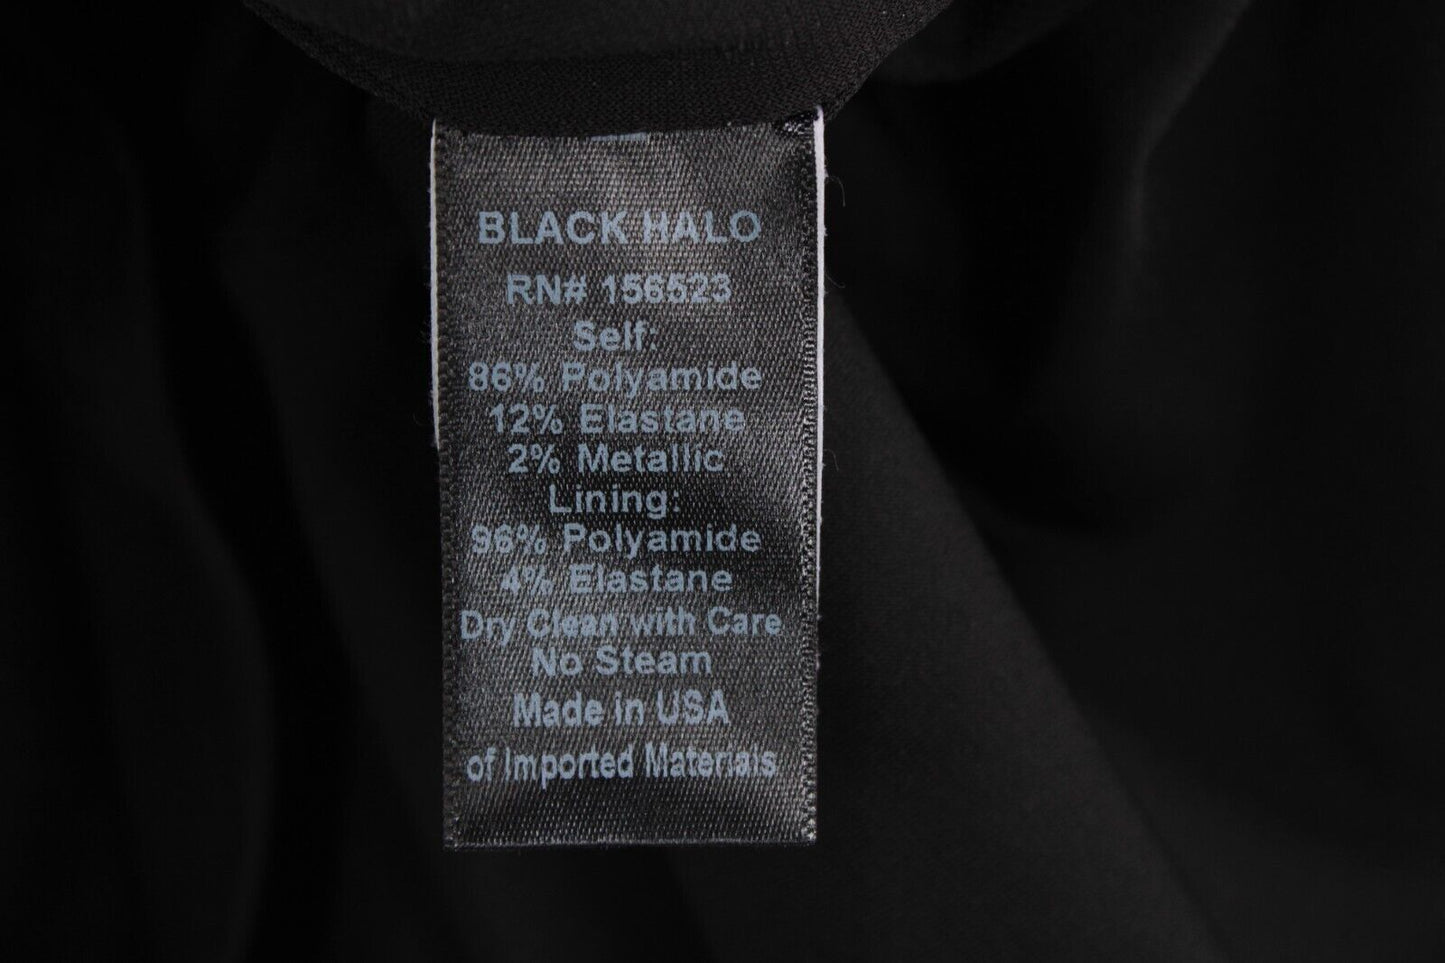 BLACK HALO
RN# 156523
Self:
86% Polyamide
12% Elastane
2% Metallic
Lining:
96% Polyamide
4% Elastane
Dry Clean with Care
No Steam
Made in USA
of Imported Materials